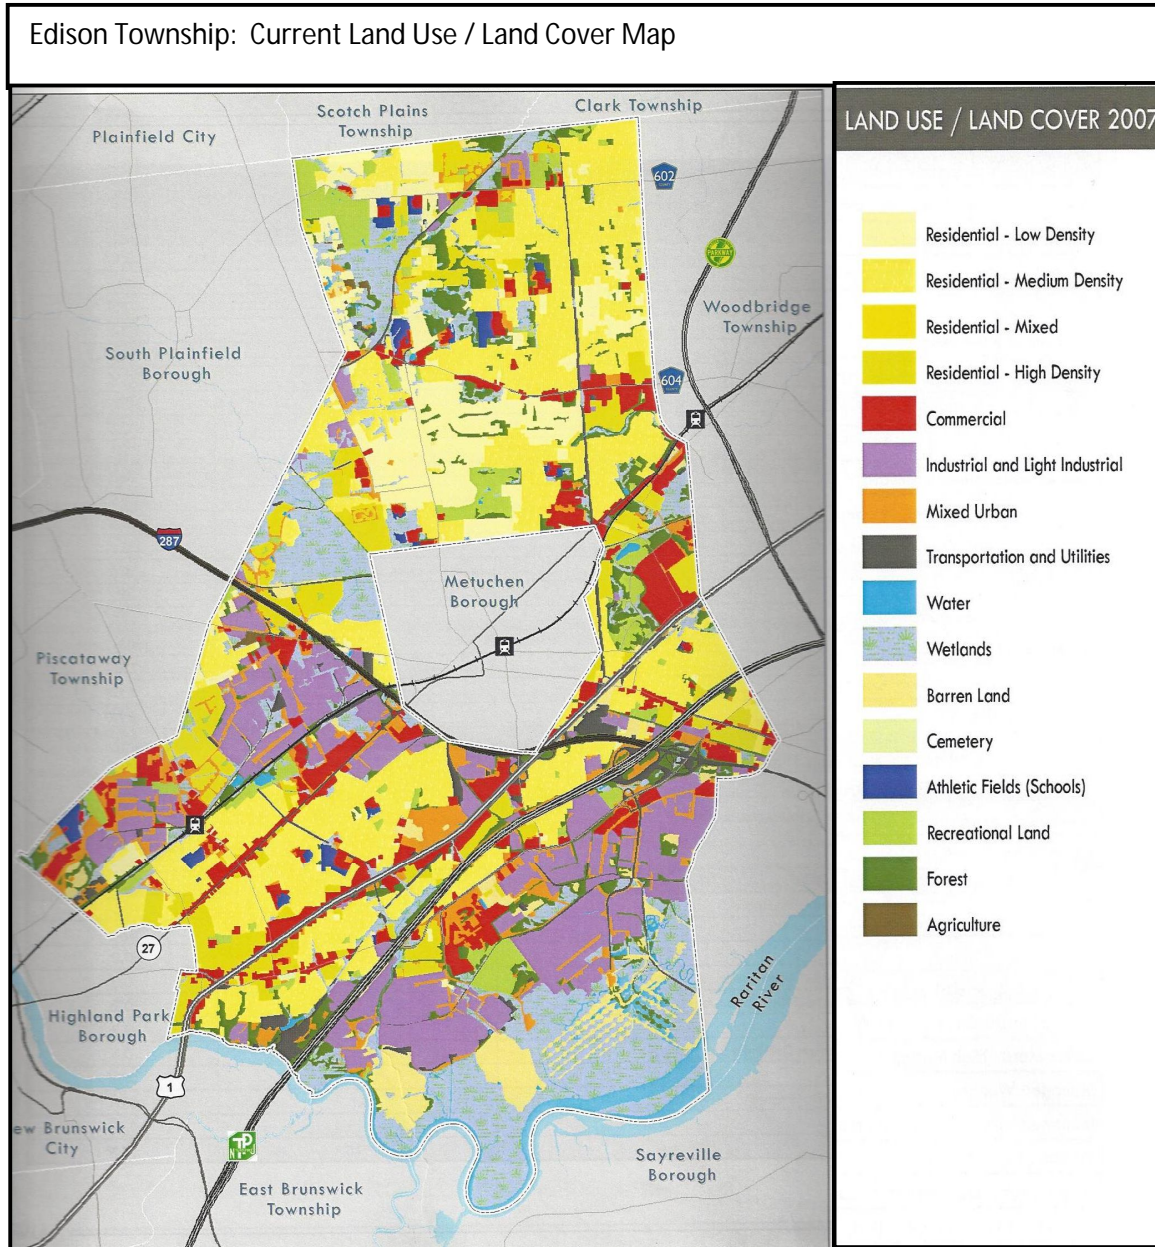 Edison Township: Current Land Use / Land Cover Map
LAND USE / LAND COVER 2007
Residential - Low Density
Residential - Medium Density
Residential - Mixed
Residential - High Density
Commercial
Industrial and Light Industrial
Mixed Urban
Transportation and Utilities
Water
Wetlands
Barren Land
Cemetery
Athletic Fields (Schools)
Recreational Land
Forest
Agriculture
Scotch Plains
Township
Clark Township
Plainfield City
602
PARKWAY
Woodbridge
Township
South Plainfield
Borough
604
287
Metuchen
Borough
Piscataway
Township
27
Raritan
River
Highland Park
Borough
1
ew Brunswick
City
TP
N J
Sayreville
Borough
East Brunswick
Township